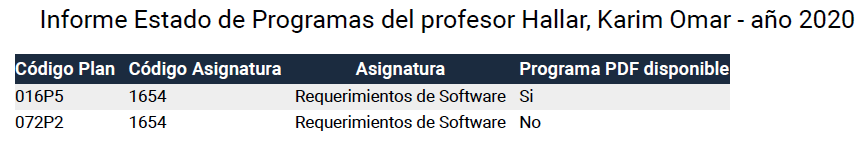 Informe Estado de Programas del profesor Hallar, Karim Omar - año 2020
Código Plan Código Asignatura Asignatura Programa PDF disponible
016P5 1654 Requerimientos de Software Si
072P2 1654 Requerimientos de Software No